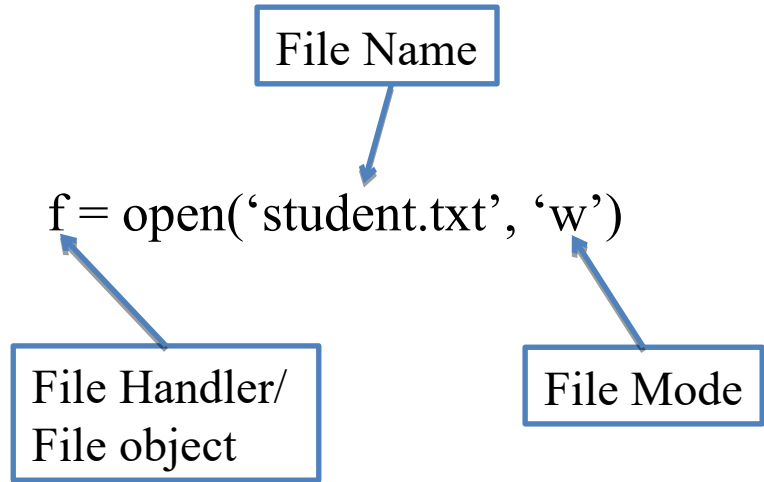 File Name
f = open(‘student.txt’, ‘w’)
File Handler/
File object
File Mode